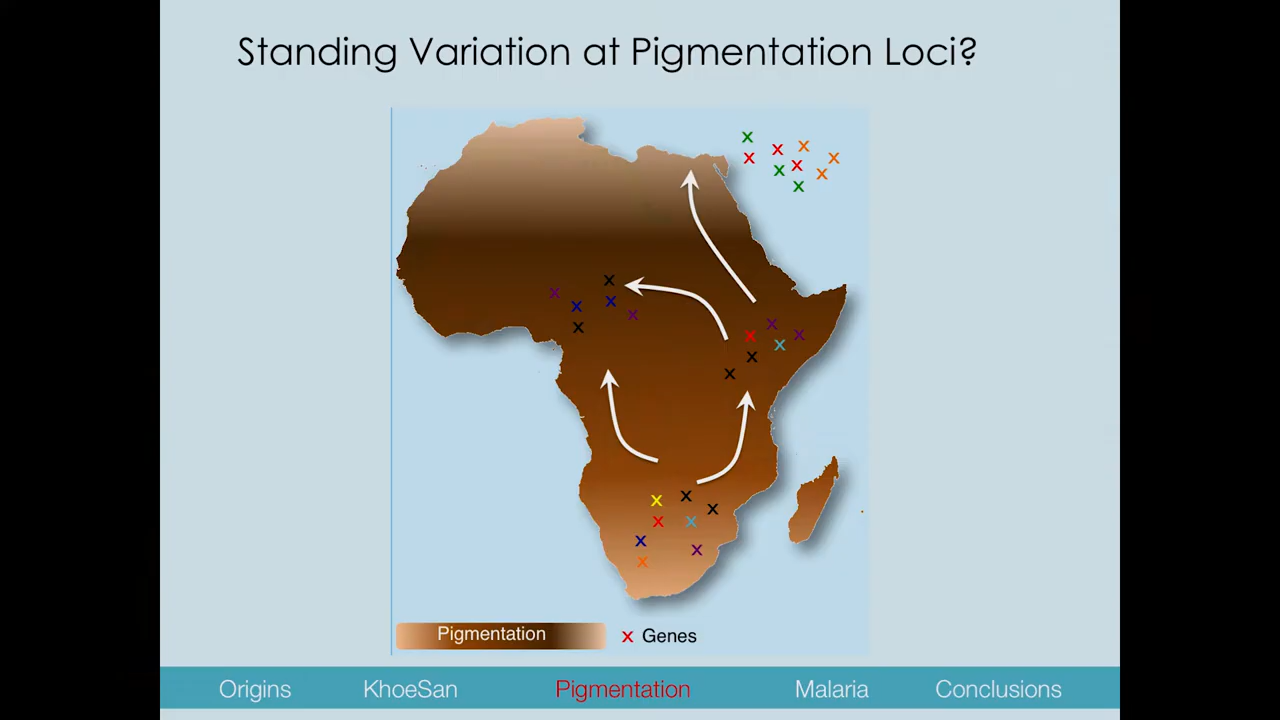 Standing Variation at Pigmentation Loci?
Pigmentation
x Genes
Origins KhoeSan Pigmentation Malaria Conclusions